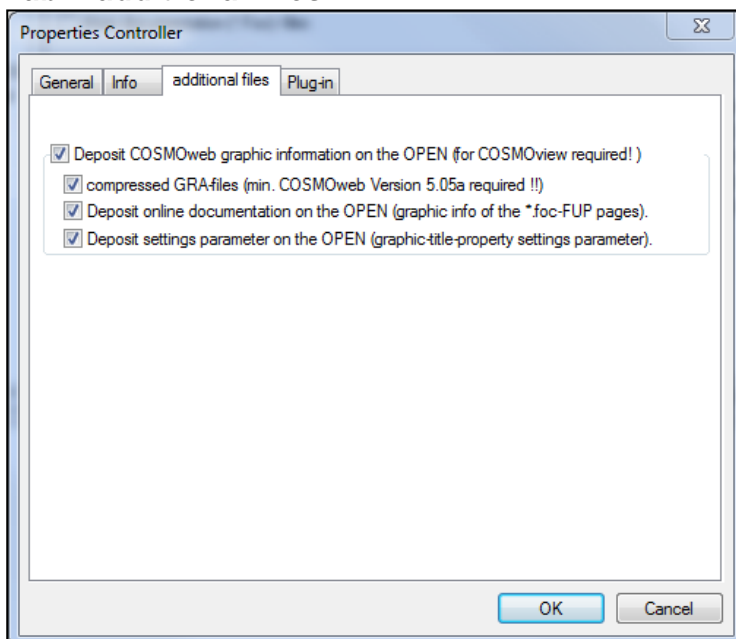 Properties Controller
General Info additional files Plug-in
Deposit COSMOweb graphic information on the OPEN (for COSMOview required! )
compressed GRA-files (min. COSMOweb Version 5.05a required !!)
Deposit online documentation on the OPEN (graphic info of the *.foc-FUP pages).
Deposit settings parameter on the OPEN (graphic-title-property settings parameter).
OK Cancel